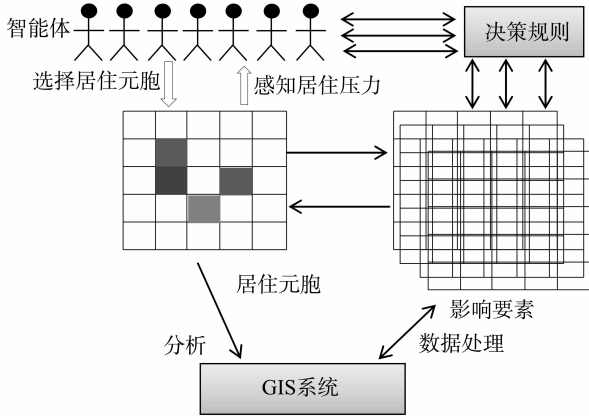 智能体
决策规则
选择居住元胞
感知居住压力
居住元胞
影响要素
分析
数据处理
GIS系统